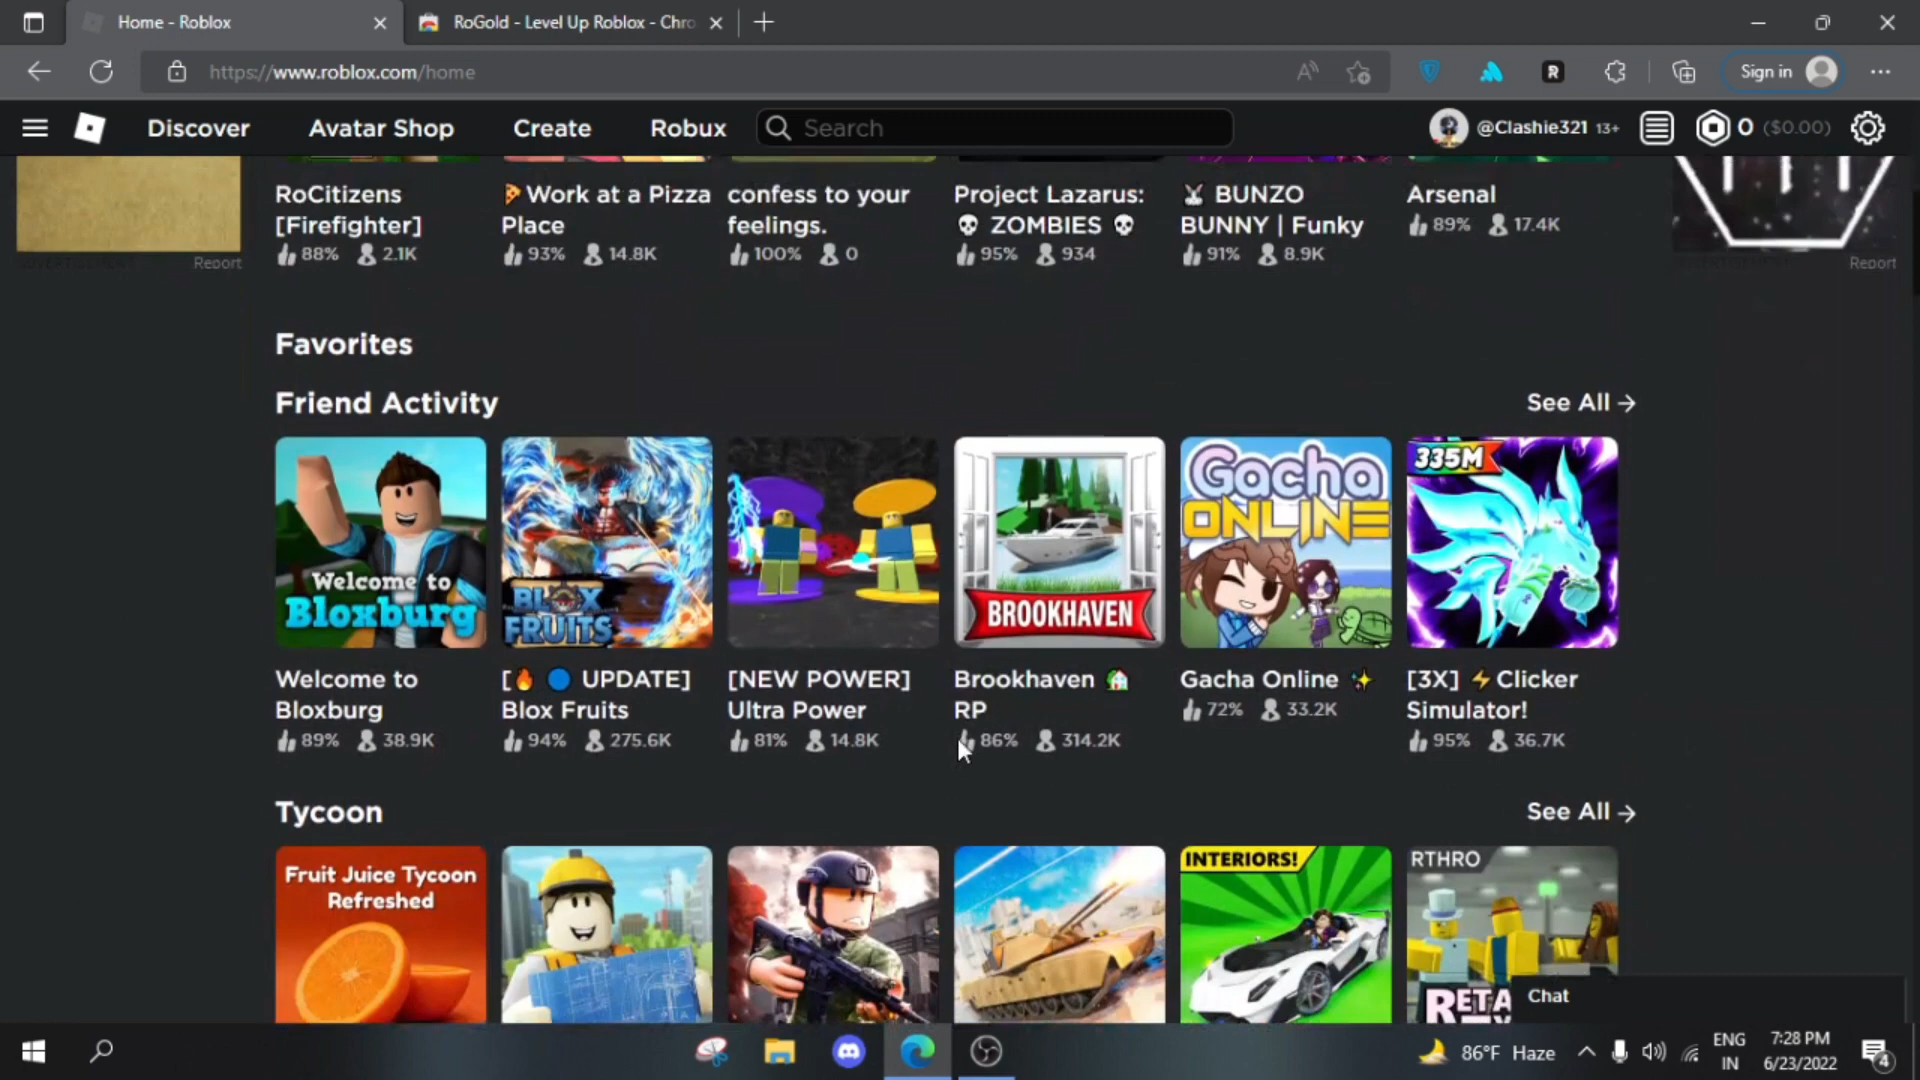 Home - Roblox
RoGold - Level Up Roblox - Chro
https://www.roblox.com/home
Sign in
Discover
Avatar Shop
Create
Robux
Search
@Clashie321 13+
0 ($0.00)
RoCitizens
[Firefighter]
88% 2.1K
🍕Work at a Pizza
Place
93% 14.8K
confess to your
feelings.
100% 0
Project Lazarus:
💀 ZOMBIES 💀
95% 934
🐰 BUNZO
BUNNY | Funky
91% 8.9K
Arsenal
89% 17.4K
ADVERTISEMENT
Report
Report
Favorites
Friend Activity
See All →
Welcome to
Bloxburg
BLOX
FRUITS
BROOKHAVEN
Gacha
ONLINE
335M
Welcome to
Bloxburg
89% 38.9K
[🔥 🔵 UPDATE]
Blox Fruits
94% 275.6K
[NEW POWER]
Ultra Power
81% 14.8K
Brookhaven 🏡
RP
86% 314.2K
Gacha Online ✨
72% 33.2K
[3X] ⚡Clicker
Simulator!
95% 36.7K
Tycoon
See All →
Fruit Juice Tycoon
Refreshed
INTERIORS!
RTHRO
RETA
Chat
86°F Haze
ENG
IN
7:28 PM
6/23/2022
4